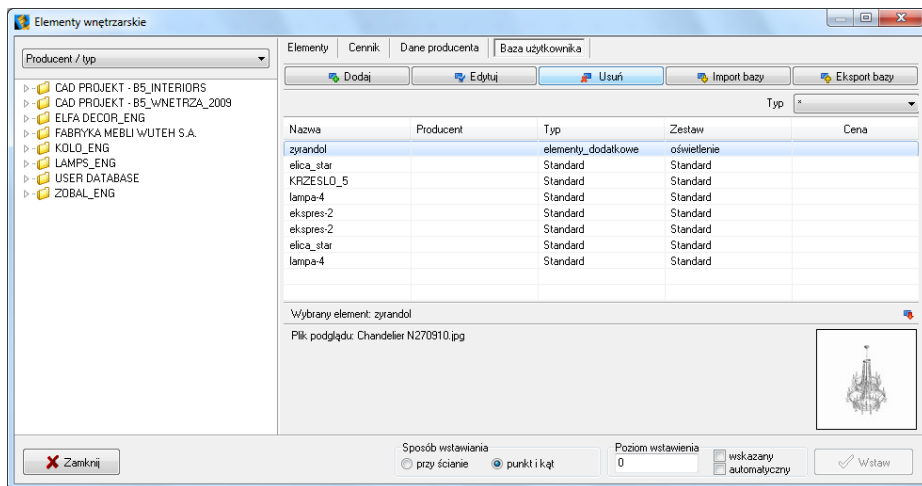 Elementy wnętrzarskie
Producent / typ
CAD PROJEKT - B5_INTERIORS
CAD PROJEKT - B5_WNETRZA_2009
ELFA DECOR_ENG
FABRYKA MEBLI WUTEH S.A.
KOLO_ENG
LAMPS_ENG
USER DATABASE
ZOBAL_ENG
Elementy Cennik Dane producenta Baza użytkownika
Dodaj Edytuj Usuń Import bazy Eksport bazy
Typ *
Nazwa Producent Typ Zestaw Cena
zyrandol elementy_dodatkowe oświetlenie
elica_star Standard Standard
KRZESLO_5 Standard Standard
lampa-4 Standard Standard
ekspres-2 Standard Standard
ekspres-2 Standard Standard
elica_star Standard Standard
lampa-4 Standard Standard
Wybrany element: zyrandol
Plik podglądu: Chandelier N270910.jpg
Zamknij
Sposób wstawiania
przy ścianie punkt i kąt
Poziom wstawienia
0
wskazany
automatyczny
Wstaw